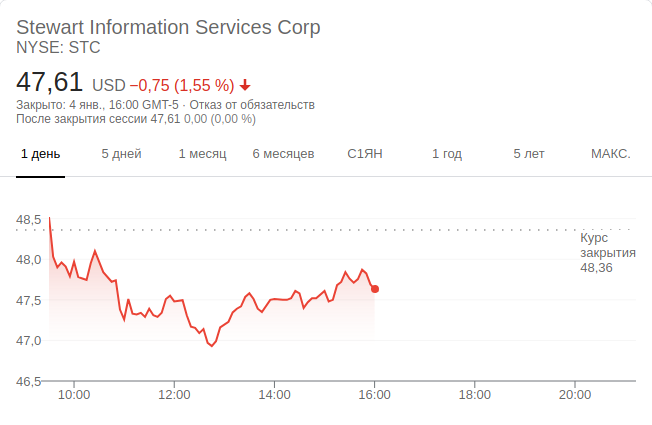 Stewart Information Services Corp
NYSE: STC
47,61 USD −0,75 (1,55 %)
Закрыто: 4 янв., 16:00 GMT-5 · Отказ от обязательств
После закрытия сессии 47,61 0,00 (0,00 %)
1 день 5 дней 1 месяц 6 месяцев С1ЯН 1 год 5 лет МАКС.
48,5
Курс
закрытия
48,36
48,0
47,5
47,0
46,5
10:00 12:00 14:00 16:00 18:00 20:00